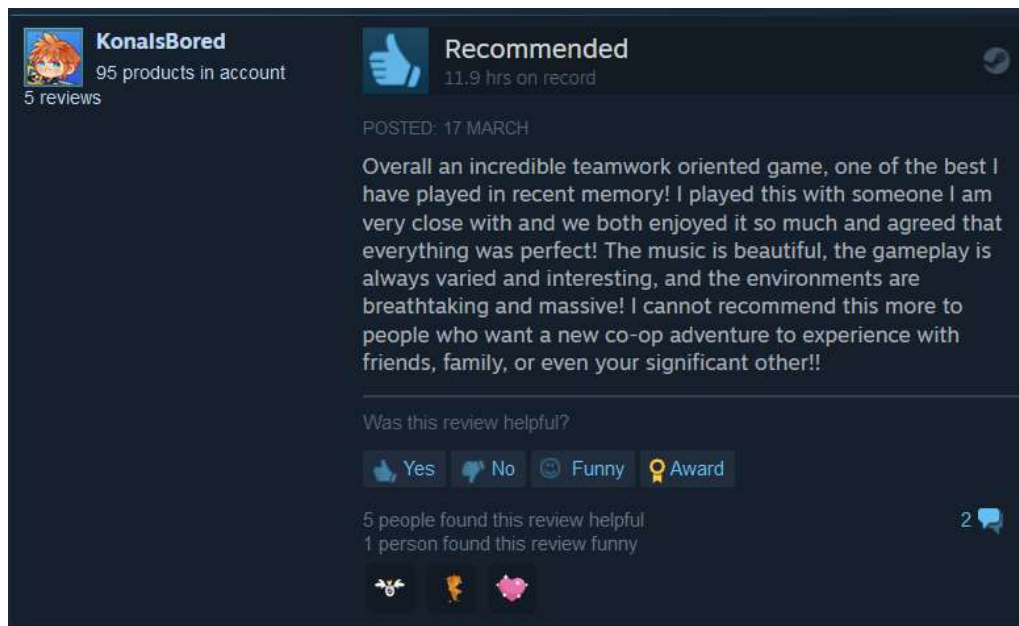 KonaIsBored
95 products in account
5 reviews
Recommended
11.9 hrs on record
POSTED: 17 MARCH
Overall an incredible teamwork oriented game, one of the best I
have played in recent memory! I played this with someone I am
very close with and we both enjoyed it so much and agreed that
everything was perfect! The music is beautiful, the gameplay is
always varied and interesting, and the environments are
breathtaking and massive! I cannot recommend this more to
people who want a new co-op adventure to experience with
friends, family, or even your significant other!!
Was this review helpful?
Yes No Funny Award
5 people found this review helpful
1 person found this review funny
2